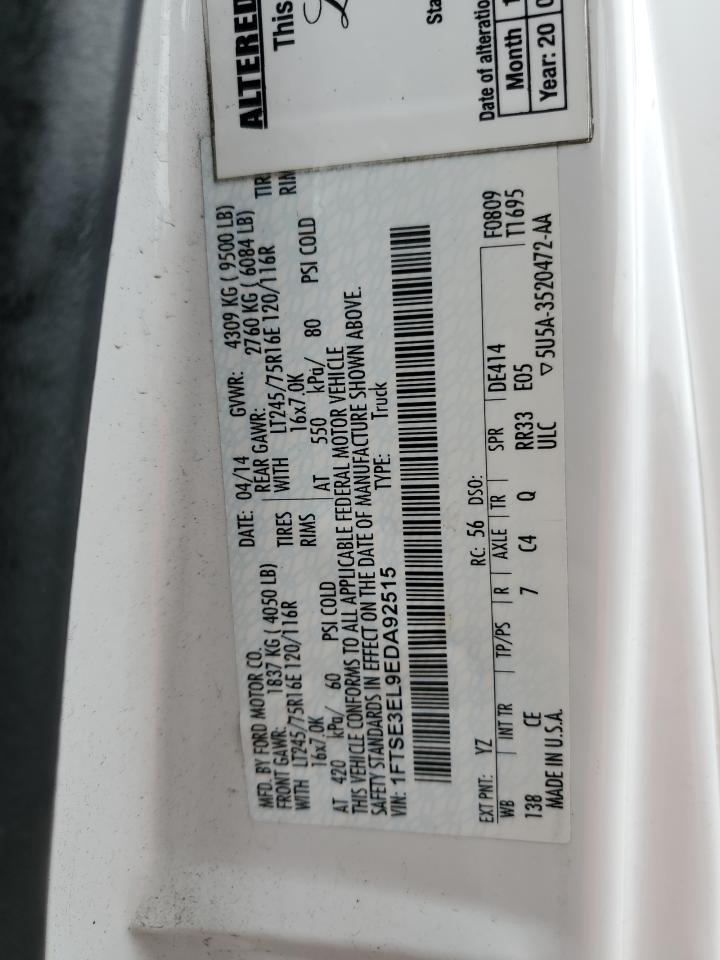 MFD. BY FORD MOTOR CO.
DATE: 04/14 GVWR: 4309 KG ( 9500 LB)
FRONT GAWR: 1837 KG ( 4050 LB)
REAR GAWR: 2760 KG ( 6084 LB)
WITH LT245/75R16E 120/116R TIRES
WITH LT245/75R16E 120/116R TIR
16x7.0K RIMS
16x7.0K RIM
AT 420 kPa/ 60 PSI COLD
AT 550 kPa/ 80 PSI COLD
THIS VEHICLE CONFORMS TO ALL APPLICABLE FEDERAL MOTOR VEHICLE
SAFETY STANDARDS IN EFFECT ON THE DATE OF MANUFACTURE SHOWN ABOVE.
VIN: 1FTSE3EL9EDA92515 TYPE: Truck
EXT PNT: YZ RC: 56 DSO: F0809
WB INT TR TP/PS R AXLE TR SPR DE414 T1695
138 CE 7 C4 Q RR33 E05
MADE IN U.S.A. ULC ▽5U5A-3520472-AA
ALTERED
This
Sta
Date of alteratio
Month 1
Year: 20 0